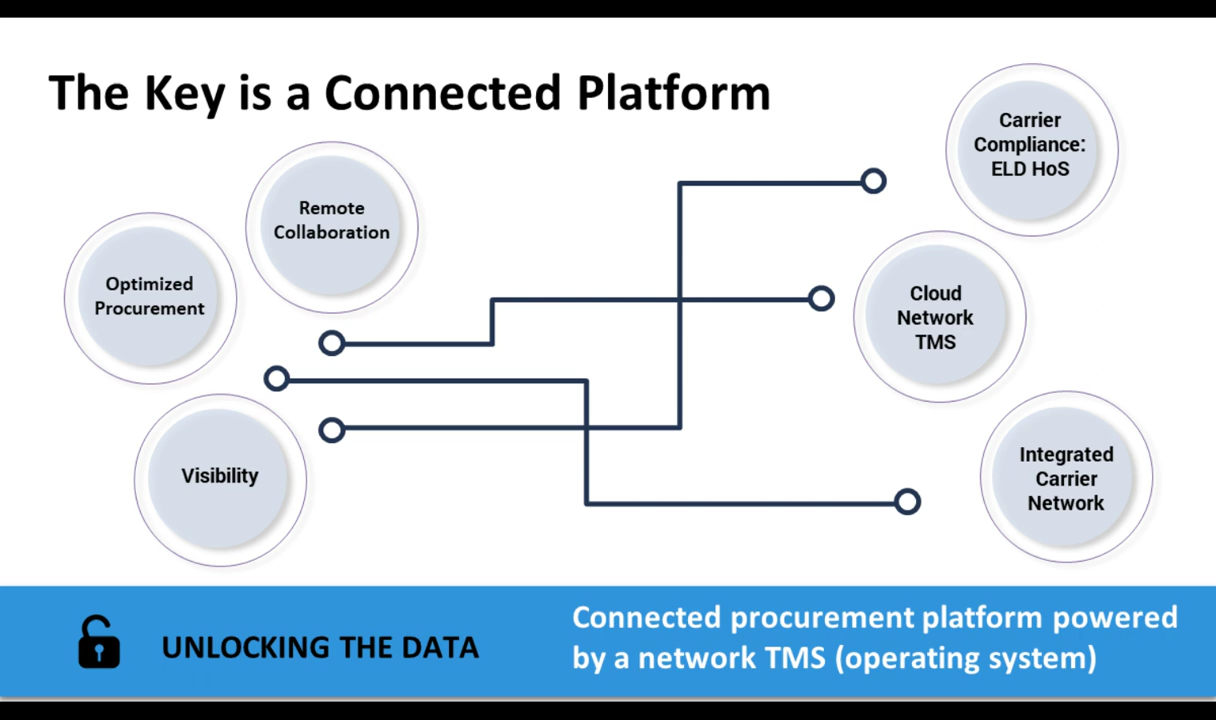 The Key is a Connected Platform
Remote
Collaboration
Optimized
Procurement
Visibility
Carrier
Compliance:
ELD HoS
Cloud
Network
TMS
Integrated
Carrier
Network
UNLOCKING THE DATA
Connected procurement platform powered
by a network TMS (operating system)